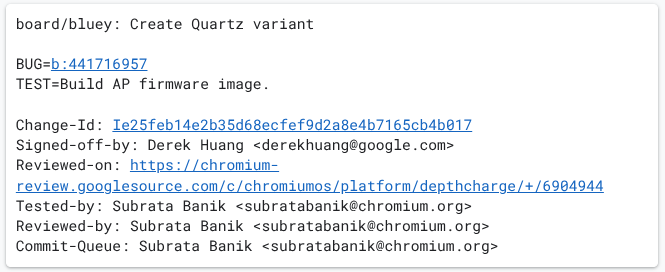 board/bluey: Create Quartz variant

BUG=b:441716957
TEST=Build AP firmware image.

Change-Id: Ie25feb14e2b35d68ecfef9d2a8e4b7165cb4b017
Signed-off-by: Derek Huang <derekhuang@google.com>
Reviewed-on: https://chromium-
review.googlesource.com/c/chromiumos/platform/depthcharge/+/6904944
Tested-by: Subrata Banik <subratabanik@chromium.org>
Reviewed-by: Subrata Banik <subratabanik@chromium.org>
Commit-Queue: Subrata Banik <subratabanik@chromium.org>